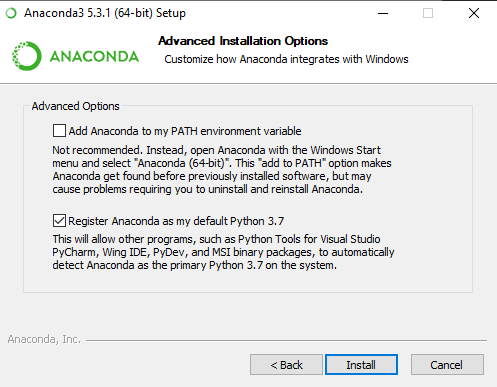 Anaconda3 5.3.1 (64-bit) Setup
Advanced Installation Options
Customize how Anaconda integrates with Windows
ANACONDA
Advanced Options
Add Anaconda to my PATH environment variable
Not recommended. Instead, open Anaconda with the Windows Start
menu and select "Anaconda (64-bit)". This "add to PATH" option makes
Anaconda get found before previously installed software, but may
cause problems requiring you to uninstall and reinstall Anaconda.
Register Anaconda as my default Python 3.7
This will allow other programs, such as Python Tools for Visual Studio
PyCharm, Wing IDE, PyDev, and MSI binary packages, to automatically
detect Anaconda as the primary Python 3.7 on the system.
Anaconda, Inc.
< Back Install Cancel